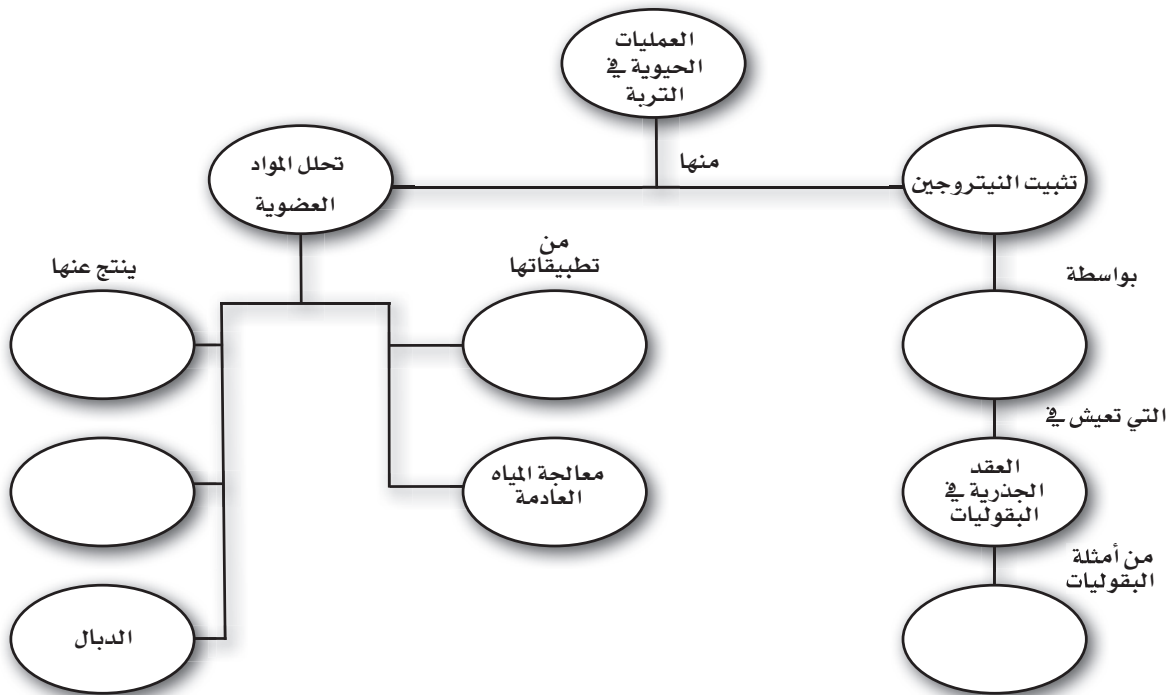 العمليات
الحيوية في
التربة
منها
تثبيت النيتروجين
تحلل المواد
العضوية
بواسطة
من
تطبيقاتها
ينتج عنها
التي تعيش في
العقد
الجذرية في
البقوليات
معالجة المياه
العادمة
من أمثلة
البقوليات
الدبال